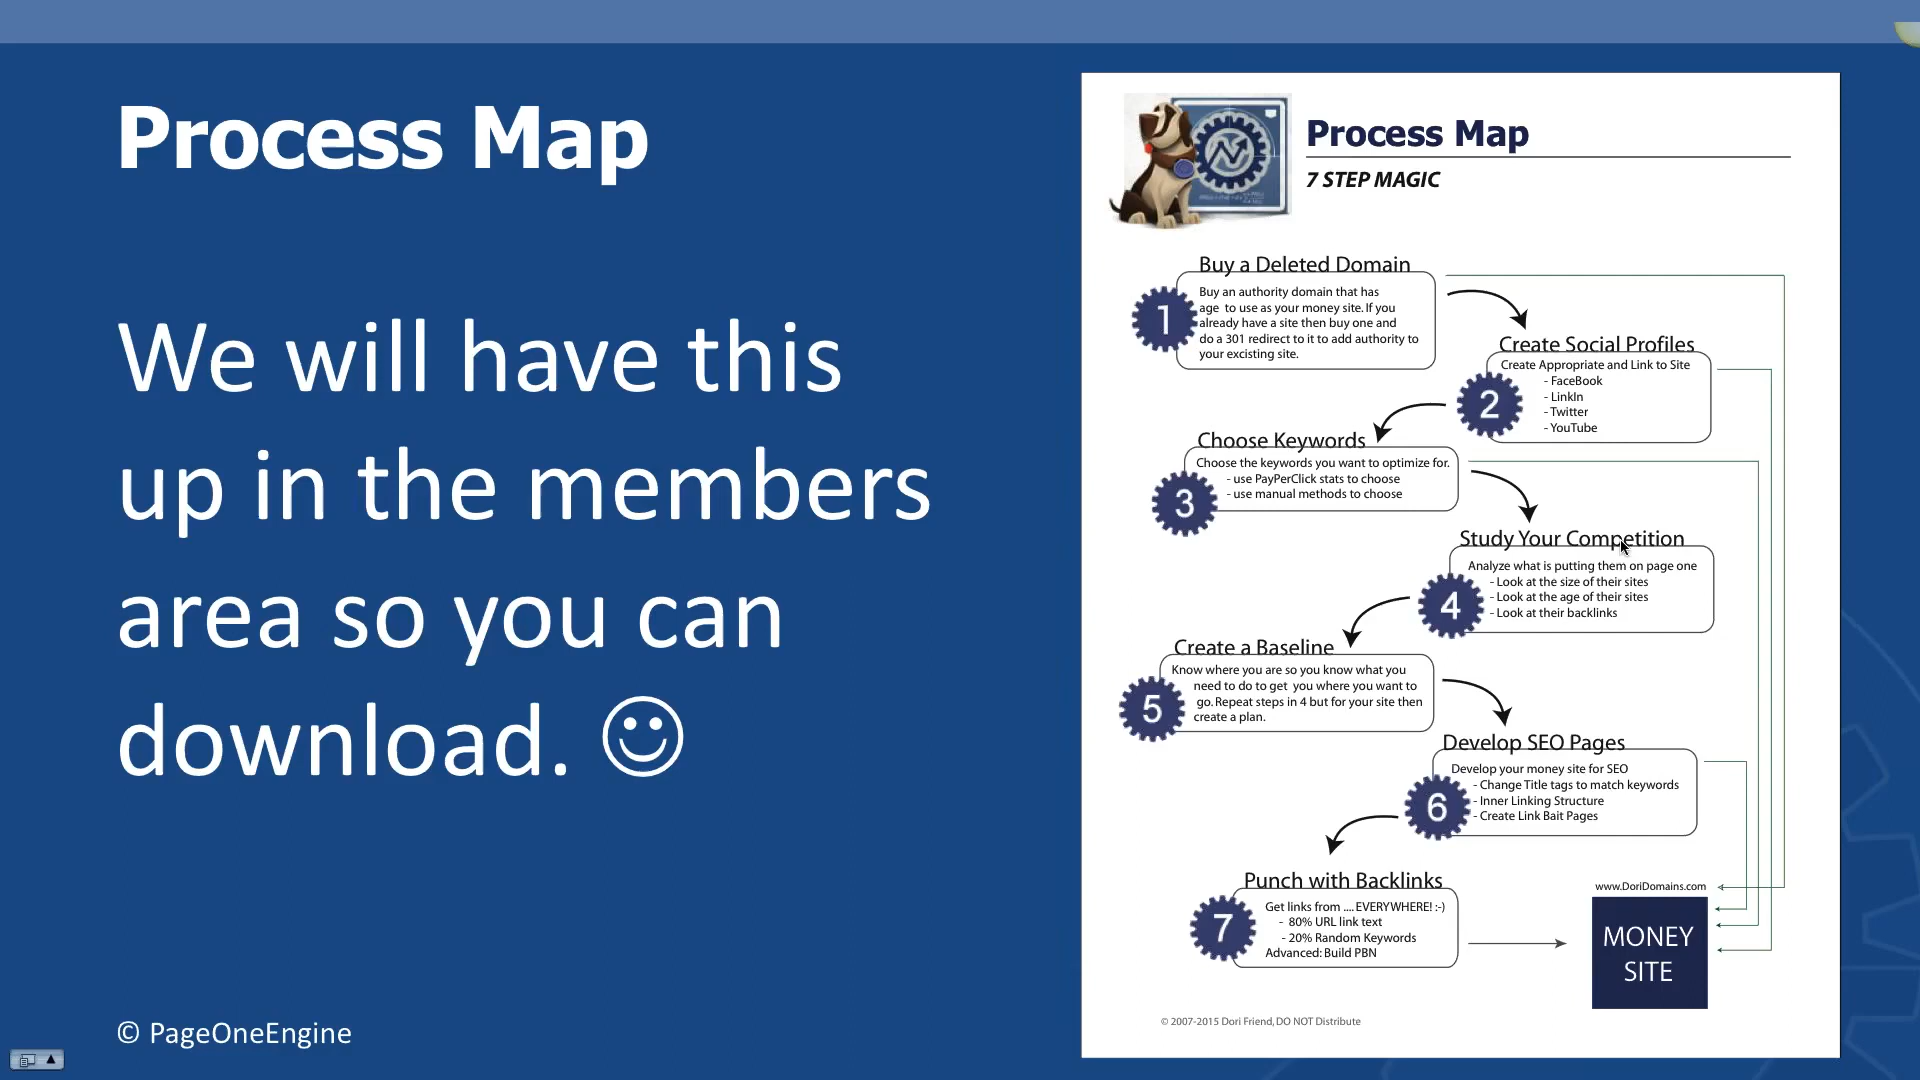 Process Map
We will have this
up in the members
area so you can
download. ☺
© PageOneEngine
Process Map
7 STEP MAGIC
Buy a Deleted Domain
1
Buy an authority domain that has
age to use as your money site. If you
already have a site then buy one and
do a 301 redirect to it to add authority to
your excisting site.
Create Social Profiles
2
Create Appropriate and Link to Site
- FaceBook
- LinkIn
- Twitter
- YouTube
Choose Keywords
3
Choose the keywords you want to optimize for.
- use PayPerClick stats to choose
- use manual methods to choose
Study Your Competition
4
Analyze what is putting them on page one
- Look at the size of their sites
- Look at the age of their sites
- Look at their backlinks
Create a Baseline
5
Know where you are so you know what you
need to do to get you where you want to
go. Repeat steps in 4 but for your site then
create a plan.
Develop SEO Pages
6
Develop your money site for SEO
- Change Title tags to match keywords
- Inner Linking Structure
- Create Link Bait Pages
Punch with Backlinks
7
Get links from .... EVERYWHERE! :-)
- 80% URL link text
- 20% Random Keywords
Advanced: Build PBN
www.DoriDomains.com
MONEY
SITE
© 2007-2015 Dori Friend, DO NOT Distribute